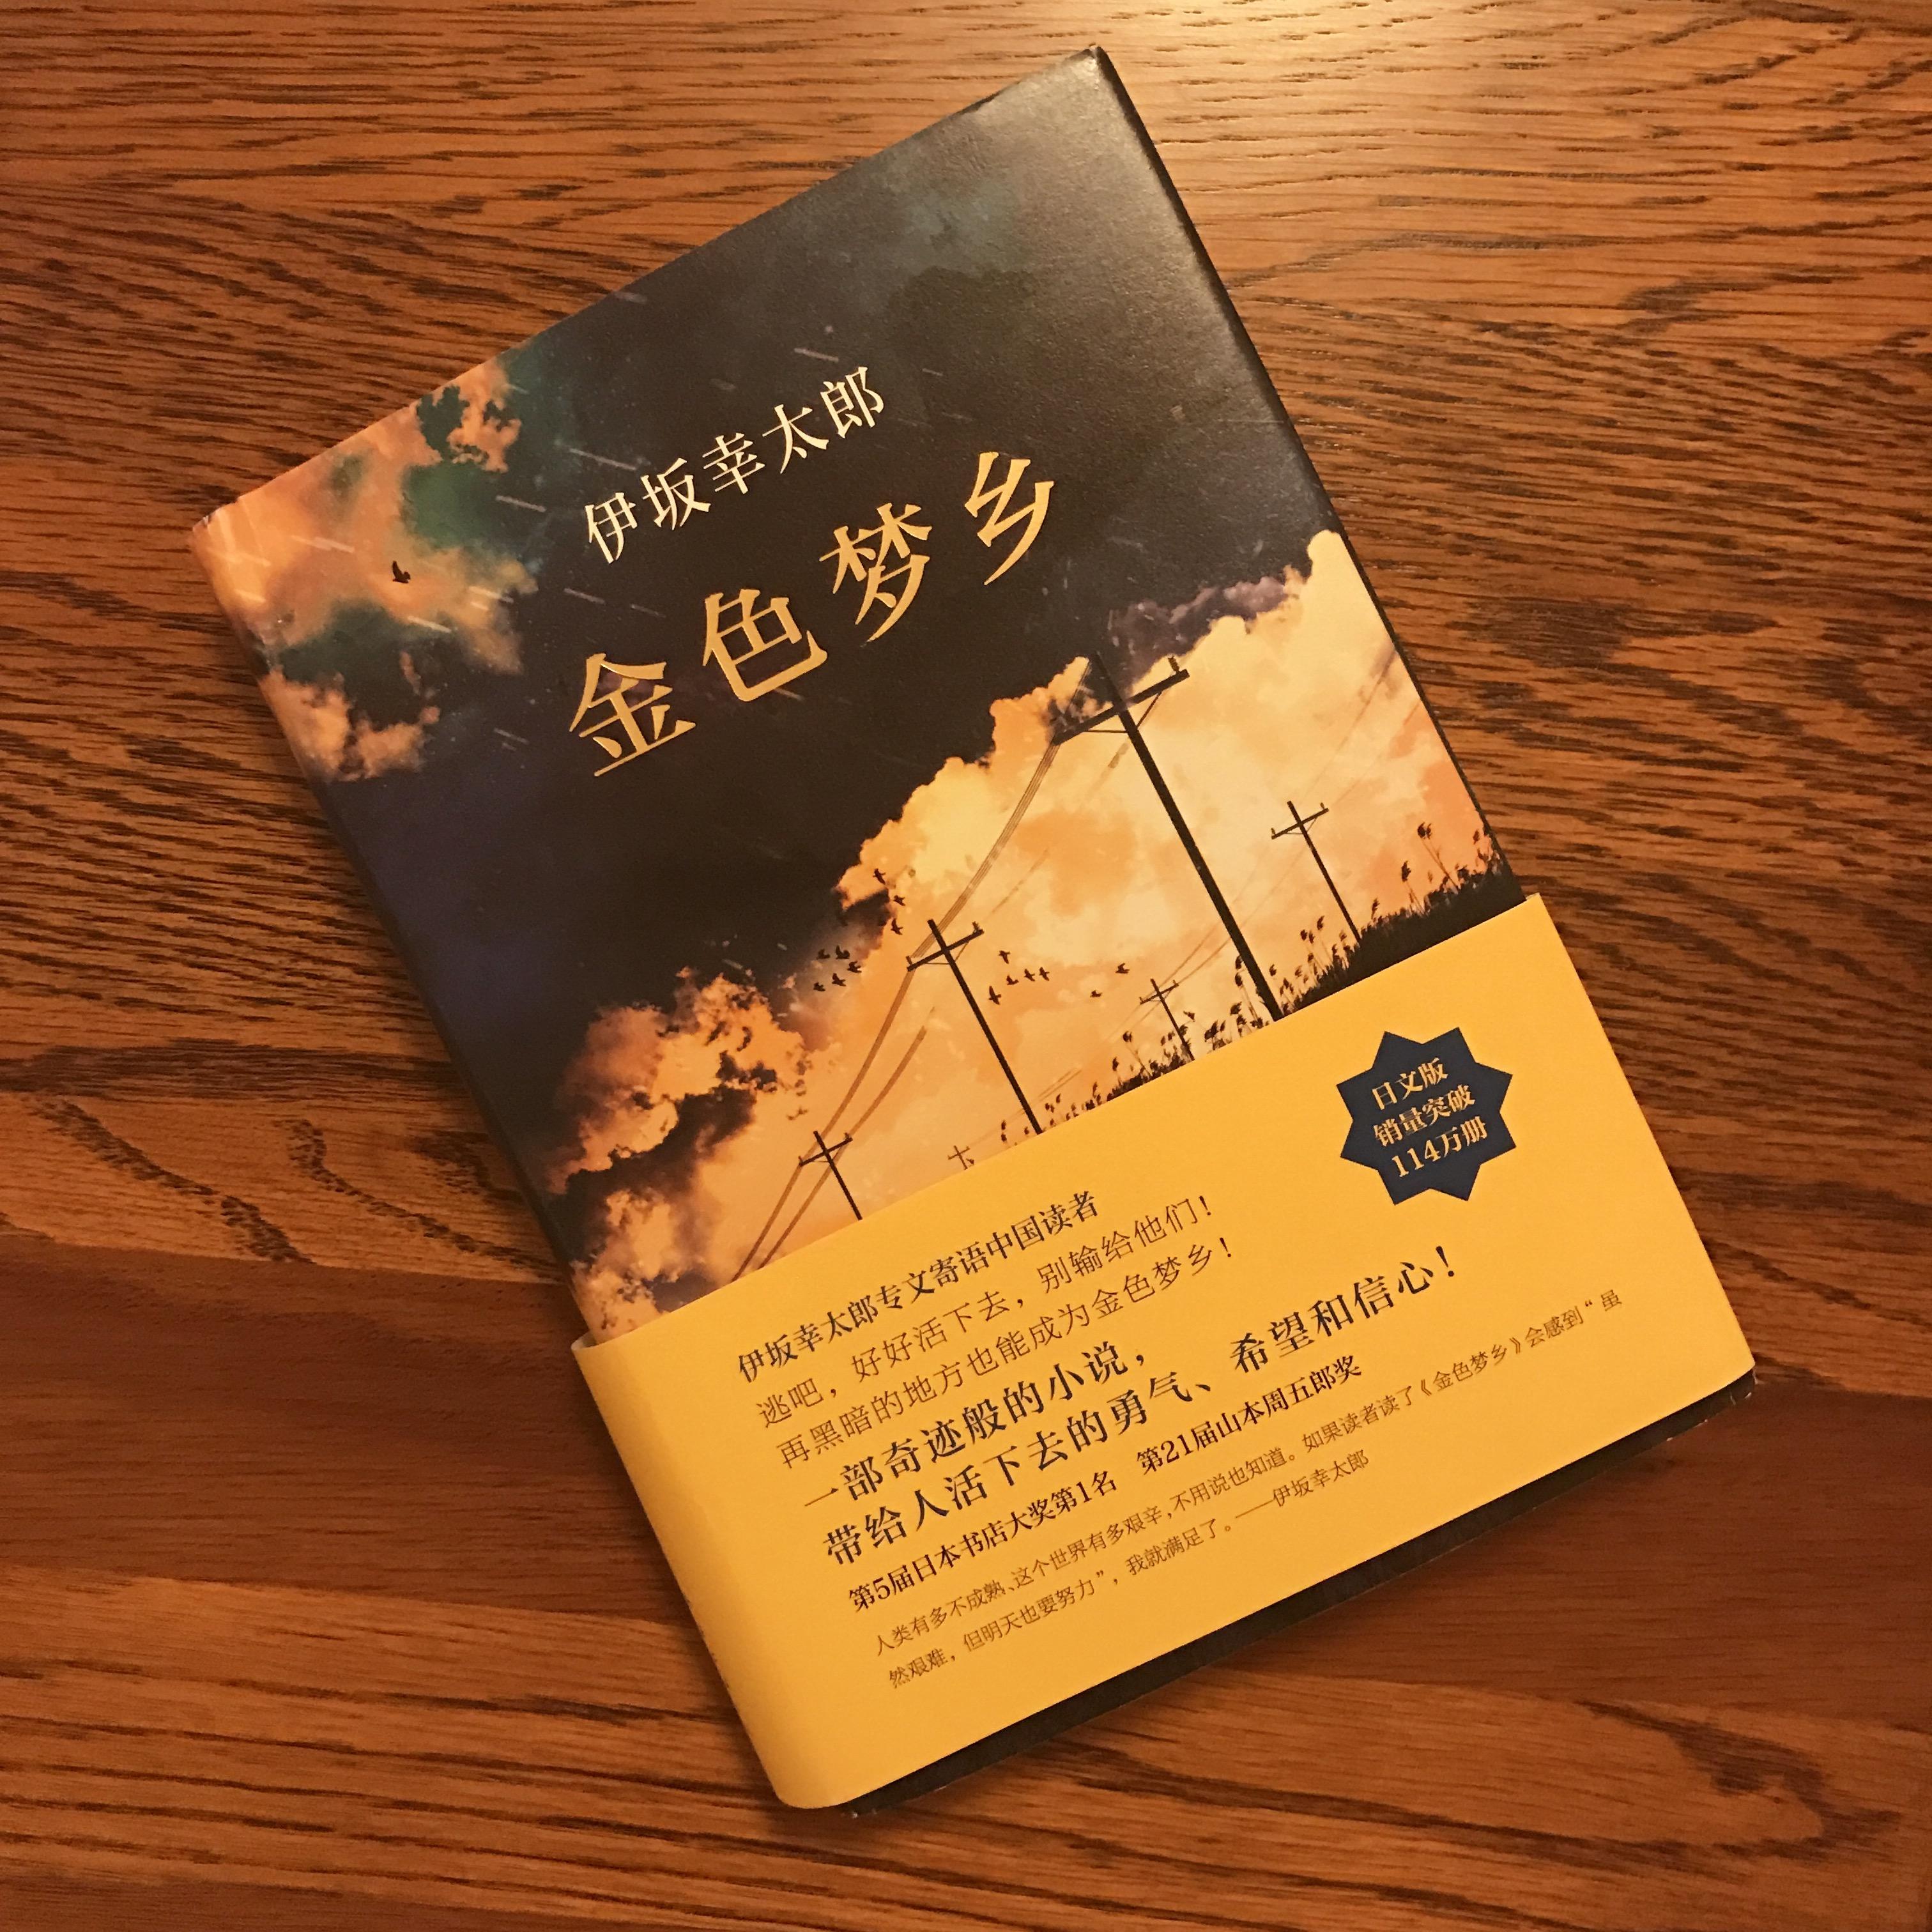 伊坂幸太郎
金色梦乡
日文版
销量突破
114万册
伊坂幸太郎专文寄语中国读者
逃吧，好好活下去，别输给他们！
再黑暗的地方也能成为金色梦乡！
一部奇迹般的小说，
带给人活下去的勇气、希望和信心！
第5届日本书店大奖第1名 第21届山本周五郎奖
人类有多不成熟、这个世界有多艰辛，不用说也知道。如果读者读了《金色梦乡》会感到“虽
然艰难，但明天也要努力”，我就满足了。——伊坂幸太郎